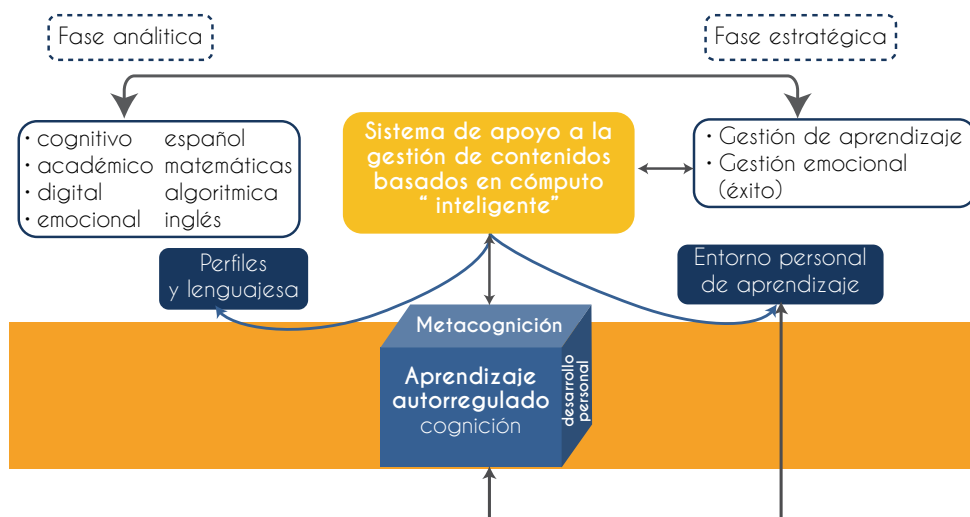 Fase análitica
Fase estratégica
· cognitivo español
· académico matemáticas
· digital algoritmica
· emocional inglés
Sistema de apoyo a la
gestión de contenidos
basados en cómputo
“ inteligente”
· Gestión de aprendizaje
· Gestión emocional
(éxito)
Perfiles
y lenguajesa
Entorno personal
de aprendizaje
Metacognición
Aprendizaje
autorregulado
cognición
desarrollo
personal